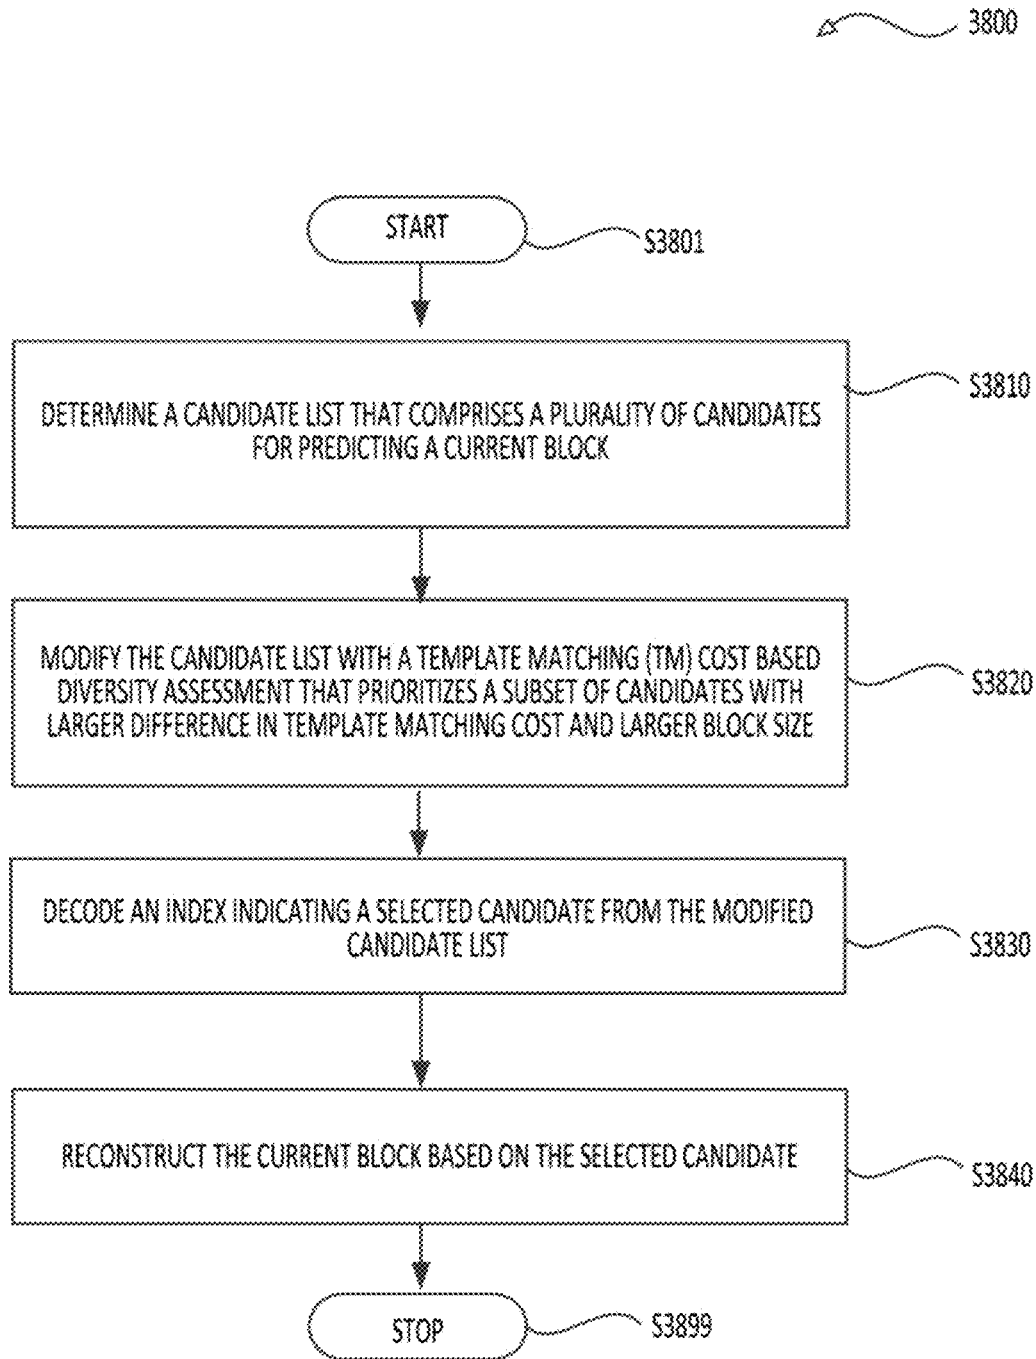 3800
START
S3801
DETERMINE A CANDIDATE LIST THAT COMPRISES A PLURALITY OF CANDIDATES
FOR PREDICTING A CURRENT BLOCK
S3810
MODIFY THE CANDIDATE LIST WITH A TEMPLATE MATCHING (TM) COST BASED
DIVERSITY ASSESSMENT THAT PRIORITIZES A SUBSET OF CANDIDATES WITH
LARGER DIFFERENCE IN TEMPLATE MATCHING COST AND LARGER BLOCK SIZE
S3820
DECODE AN INDEX INDICATING A SELECTED CANDIDATE FROM THE MODIFIED
CANDIDATE LIST
S3830
RECONSTRUCT THE CURRENT BLOCK BASED ON THE SELECTED CANDIDATE
S3840
STOP
S3899